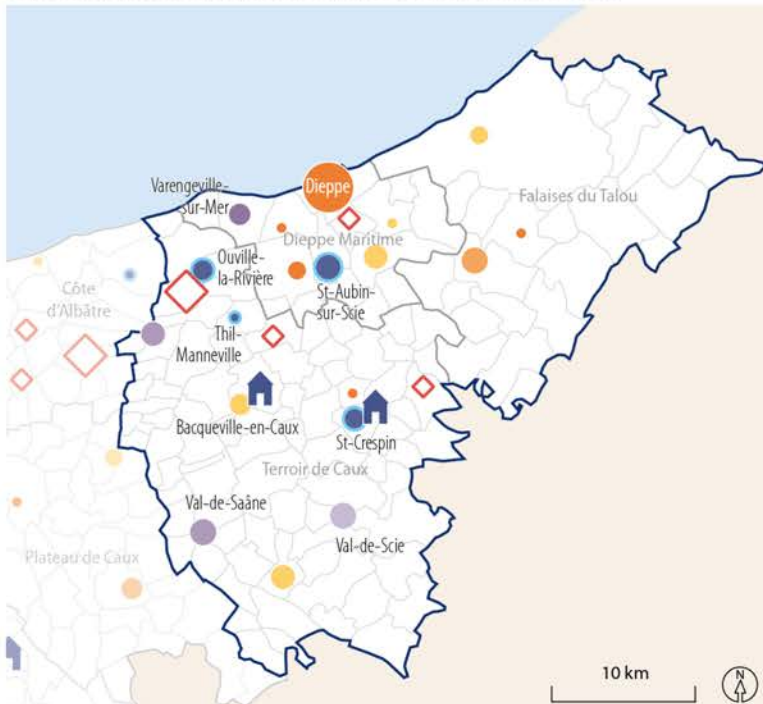 Varengeville-
sur-Mer
Dieppe
Falaises du Talou
Dieppe Maritime
Ouville-
la-Rivière
St-Aubin-
sur-Scie
Côte
d'Albâtre
Thil-
Manneville
Bacqueville-en-Caux
St-Crespin
Terroir de Caux
Val-de-Saâne
Val-de-Scie
Plateau de Caux
10 km
N